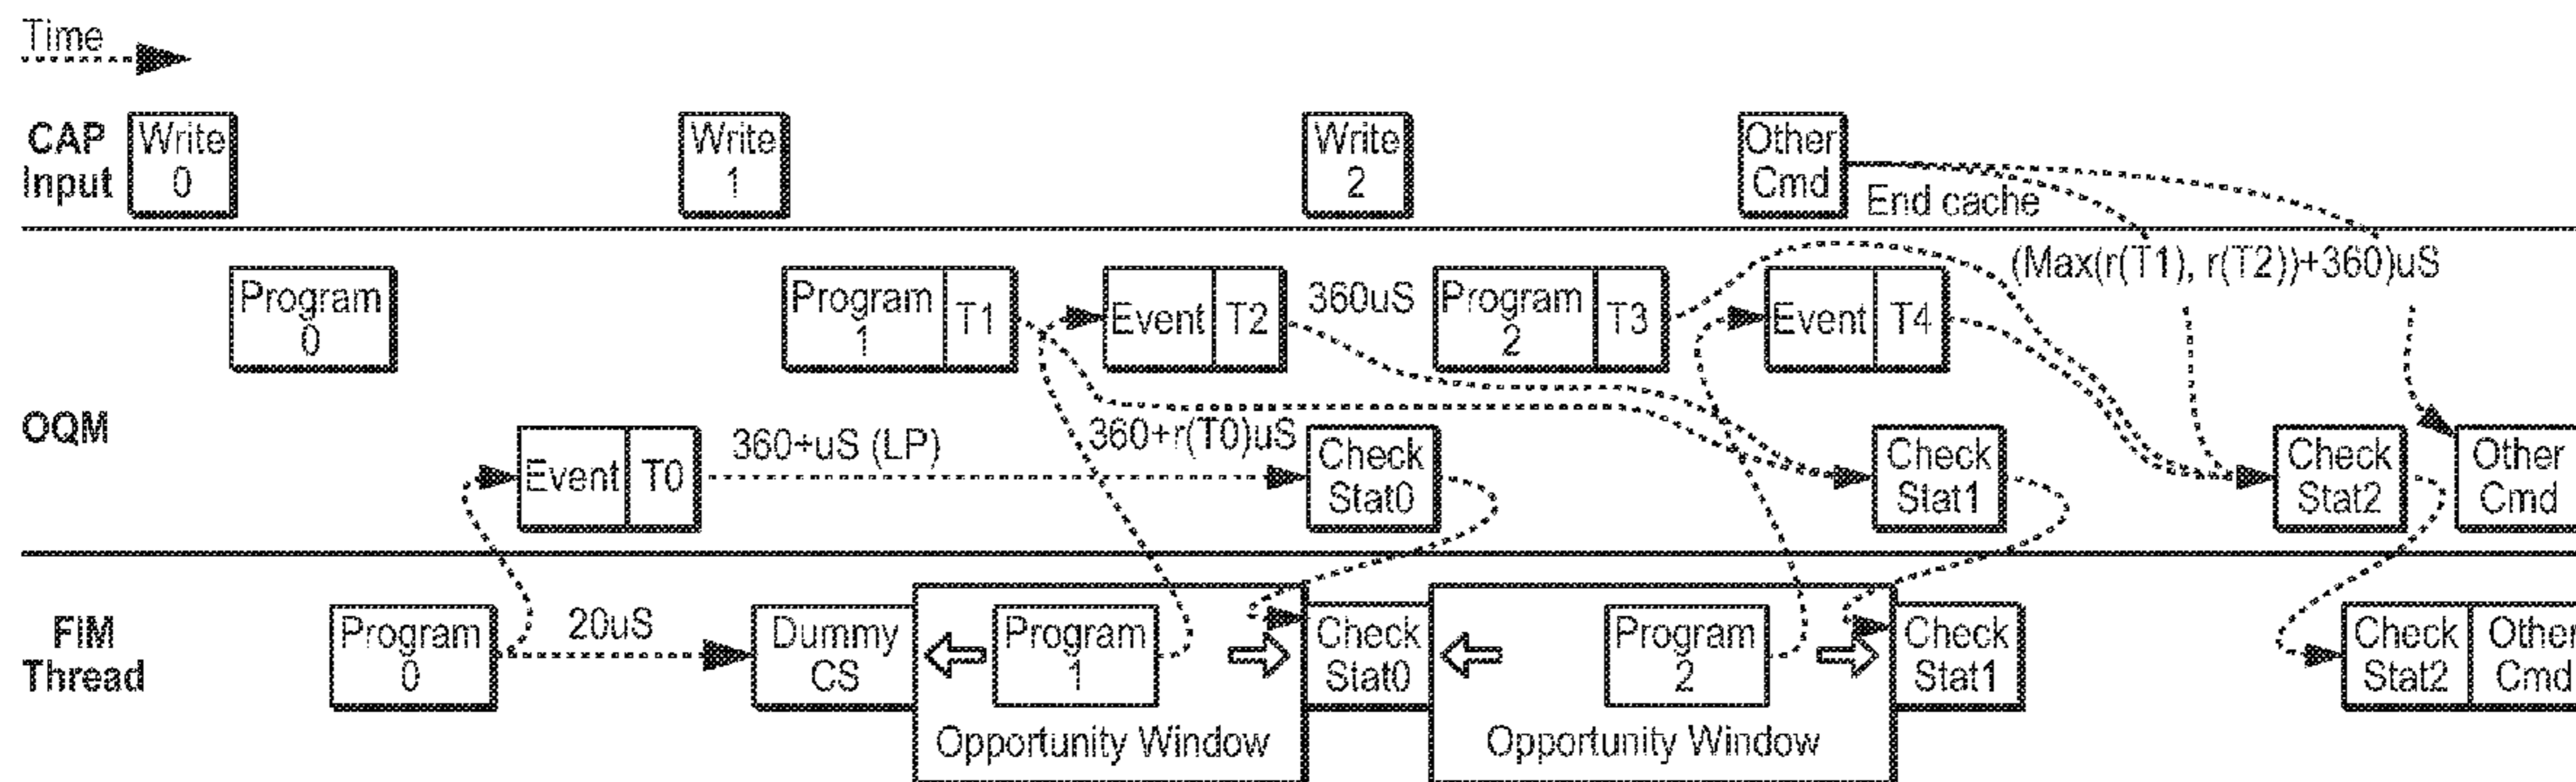 Time
CAP
Input
Write
0
Write
1
Write
2
Other
Cmd
End cache
(Max(r(T1), r(T2))+360)uS
OQM
Program
0
Program
1
T1
Event
T2
360uS
Program
2
T3
Event
T4
Event
T0
360+uS (LP)
360+r(T0)uS
Check
Stat0
Check
Stat1
Check
Stat2
Other
Cmd
FIM
Thread
Program
0
20uS
Dummy
CS
Program
1
Opportunity Window
Check
Stat0
Program
2
Opportunity Window
Check
Stat1
Check
Stat2
Other
Cmd